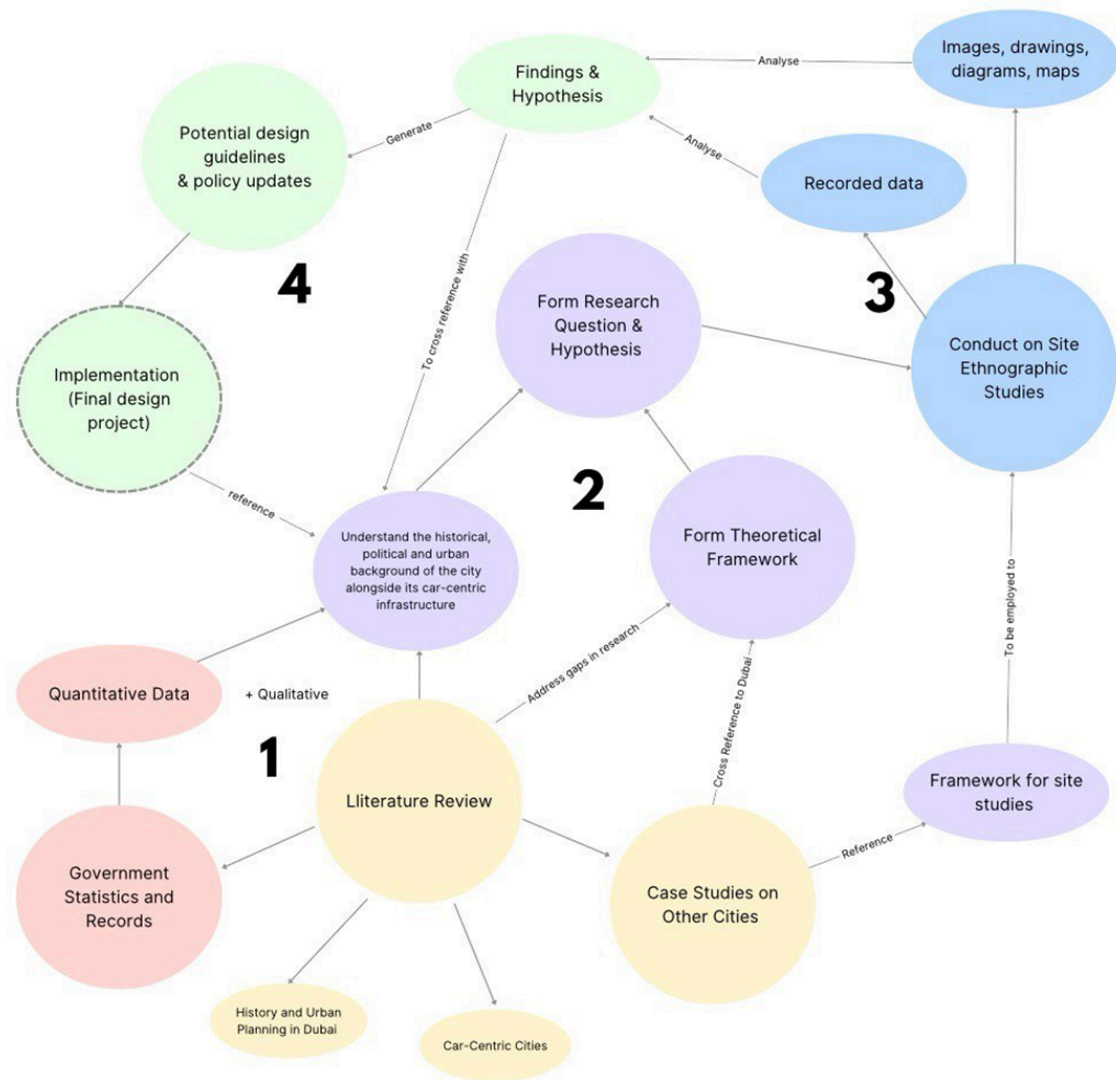 Images, drawings,
diagrams, maps
Analyse
Findings &
Hypothesis
Potential design
guidelines
& policy updates
Generate
Analyse
Recorded data
4
3
To cross reference with
Form Research
Question &
Hypothesis
Conduct on Site
Ethnographic
Studies
Implementation
(Final design
project)
2
reference
Understand the historical,
political and urban
background of the city
alongside its car-centric
infrastructure
Form Theoretical
Framework
To be employed to
Address gaps in research
Cross Reference to Dubai
Quantitative Data
+ Qualitative
1
Lliterature Review
Framework for site
studies
Reference
Government
Statistics and
Records
Case Studies on
Other Cities
History and Urban
Planning in Dubai
Car-Centric Cities